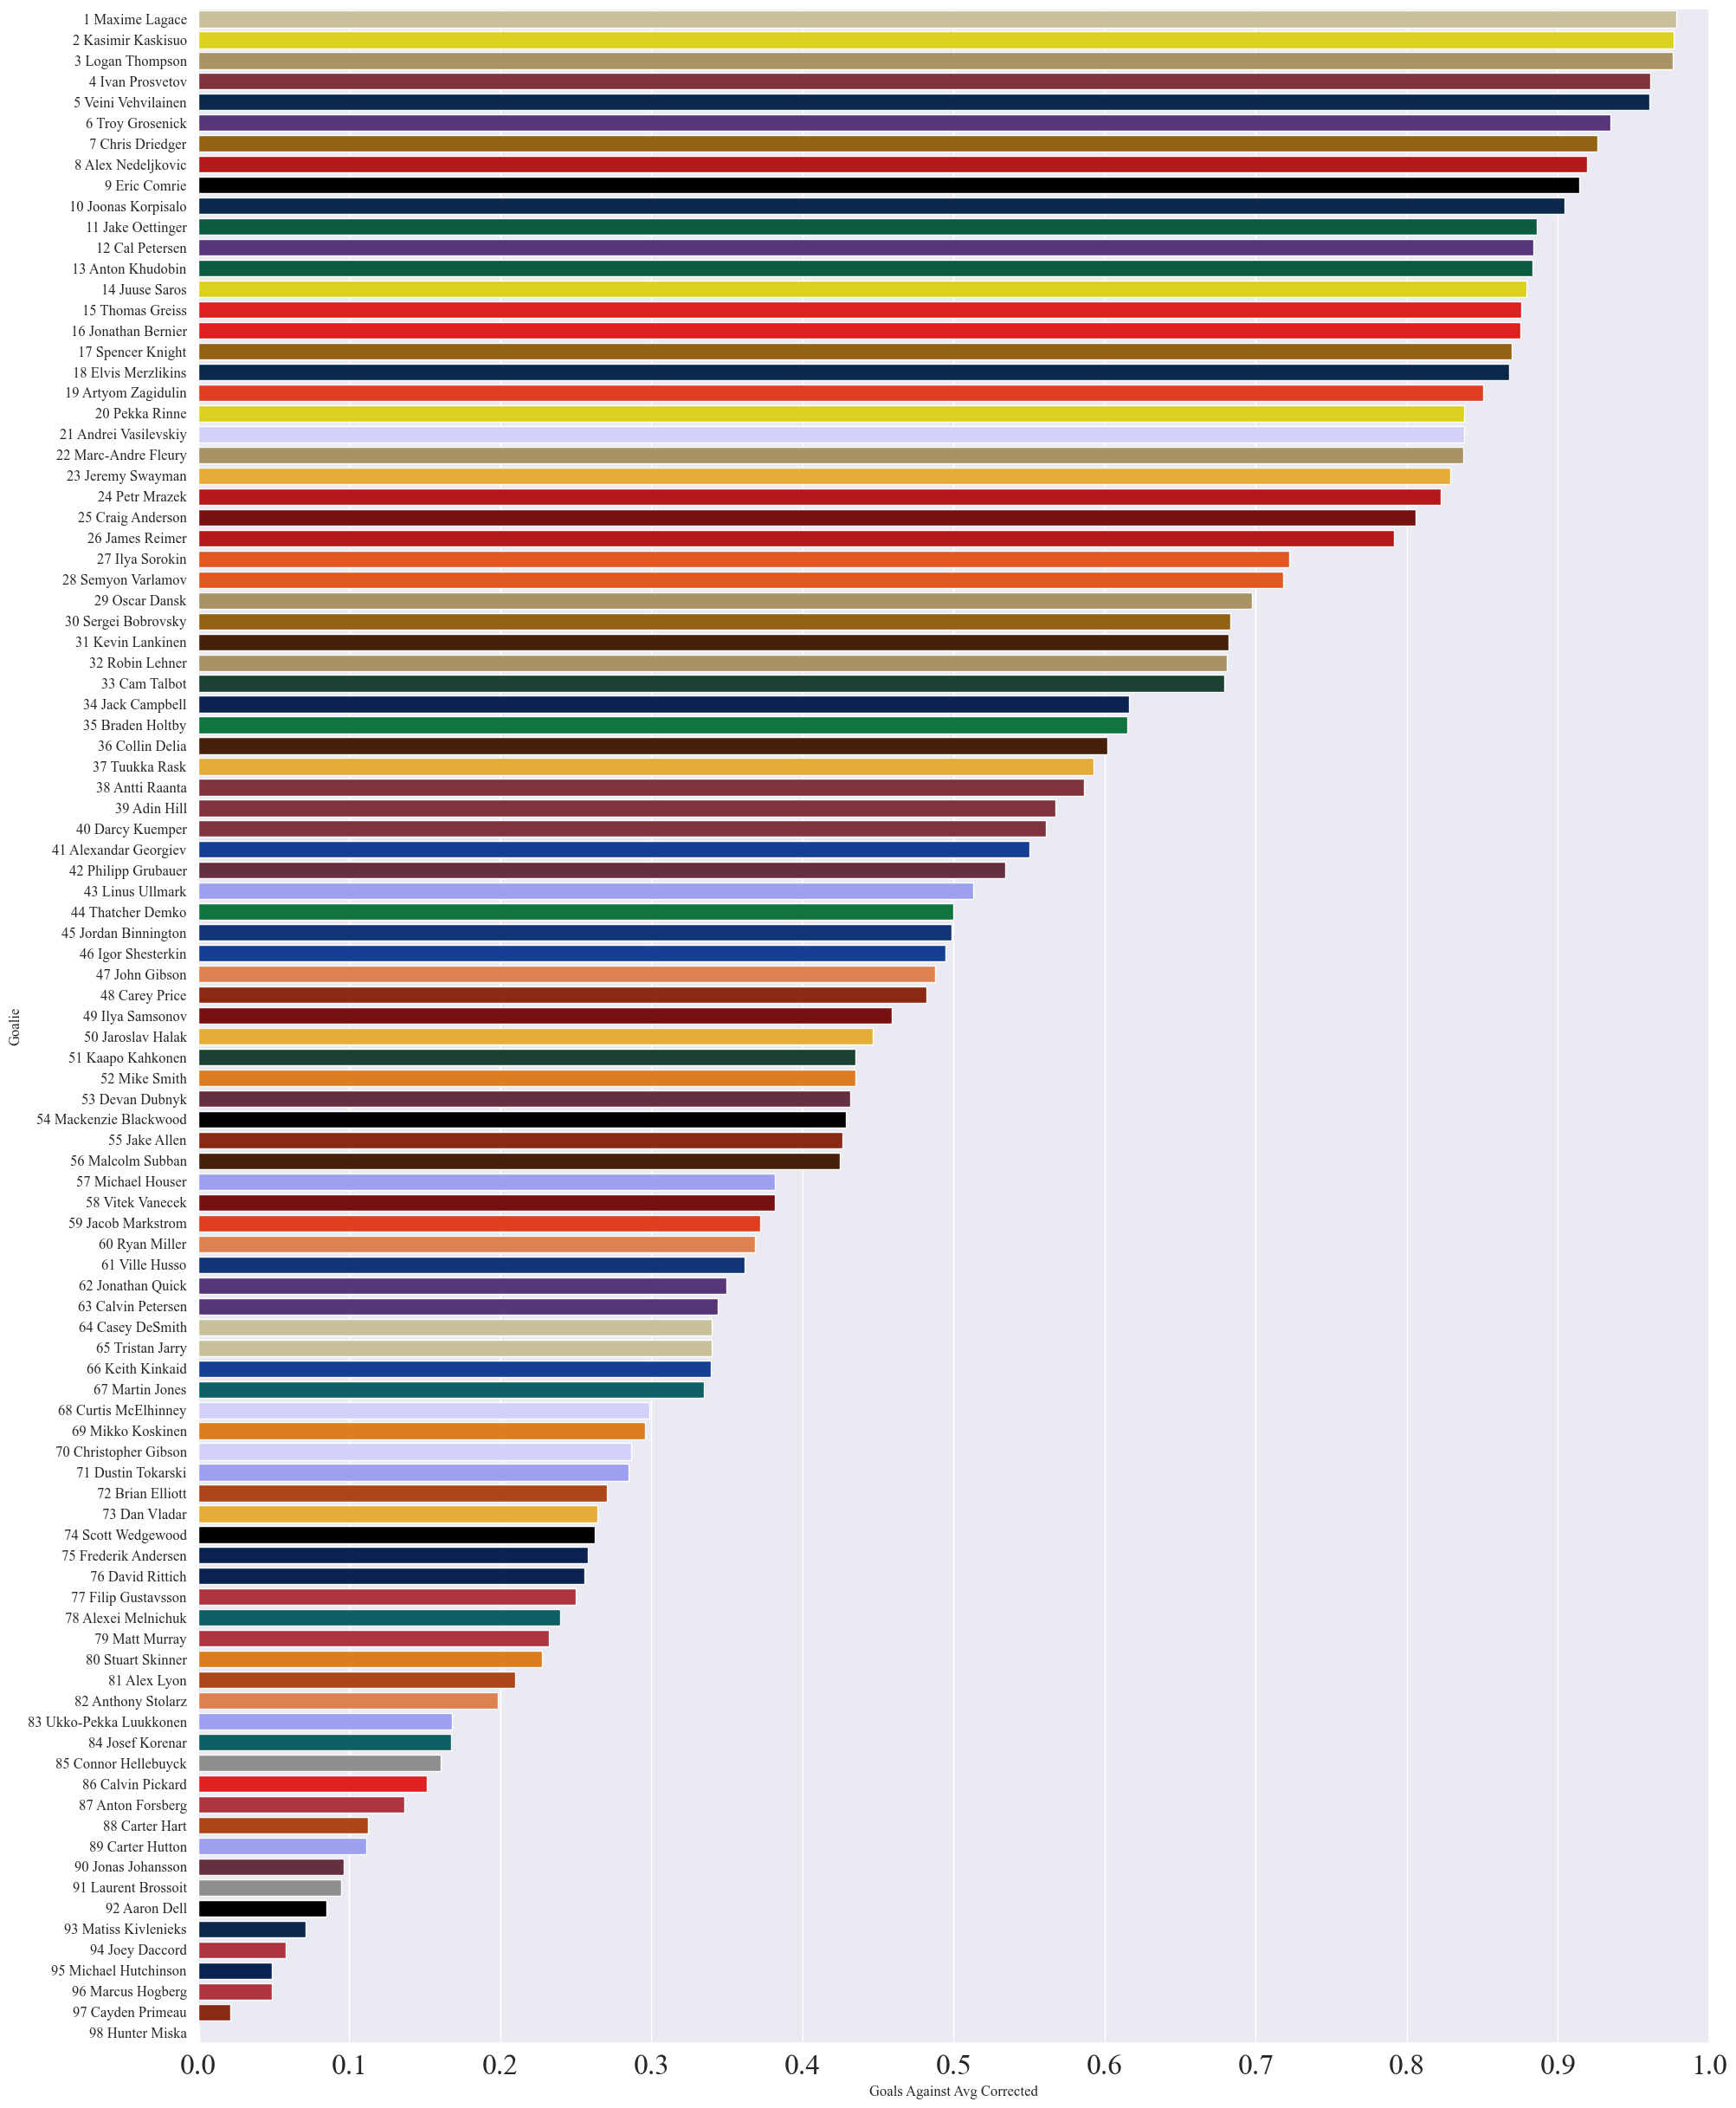 1 Maxime Lagace
2 Kasimir Kaskisuo
3 Logan Thompson
4 Ivan Prosvetov
5 Veini Vehvilainen
6 Troy Grosenick
7 Chris Driedger
8 Alex Nedeljkovic
9 Eric Comrie
10 Joonas Korpisalo
11 Jake Oettinger
12 Cal Petersen
13 Anton Khudobin
14 Juuse Saros
15 Thomas Greiss
16 Jonathan Bernier
17 Spencer Knight
18 Elvis Merzlikins
19 Artyom Zagidulin
20 Pekka Rinne
21 Andrei Vasilevskiy
22 Marc-Andre Fleury
23 Jeremy Swayman
24 Petr Mrazek
25 Craig Anderson
26 James Reimer
27 Ilya Sorokin
28 Semyon Varlamov
29 Oscar Dansk
30 Sergei Bobrovsky
31 Kevin Lankinen
32 Robin Lehner
33 Cam Talbot
34 Jack Campbell
35 Braden Holtby
36 Collin Delia
37 Tuukka Rask
38 Antti Raanta
39 Adin Hill
40 Darcy Kuemper
41 Alexandar Georgiev
42 Philipp Grubauer
43 Linus Ullmark
44 Thatcher Demko
45 Jordan Binnington
46 Igor Shesterkin
47 John Gibson
48 Carey Price
49 Ilya Samsonov
50 Jaroslav Halak
51 Kaapo Kahkonen
52 Mike Smith
53 Devan Dubnyk
54 Mackenzie Blackwood
55 Jake Allen
56 Malcolm Subban
57 Michael Houser
58 Vitek Vanecek
59 Jacob Markstrom
60 Ryan Miller
61 Ville Husso
62 Jonathan Quick
63 Calvin Petersen
64 Casey DeSmith
65 Tristan Jarry
66 Keith Kinkaid
67 Martin Jones
68 Curtis McElhinney
69 Mikko Koskinen
70 Christopher Gibson
71 Dustin Tokarski
72 Brian Elliott
73 Dan Vladar
74 Scott Wedgewood
75 Frederik Andersen
76 David Rittich
77 Filip Gustavsson
78 Alexei Melnichuk
79 Matt Murray
80 Stuart Skinner
81 Alex Lyon
82 Anthony Stolarz
83 Ukko-Pekka Luukkonen
84 Josef Korenar
85 Connor Hellebuyck
86 Calvin Pickard
87 Anton Forsberg
88 Carter Hart
89 Carter Hutton
90 Jonas Johansson
91 Laurent Brossoit
92 Aaron Dell
93 Matiss Kivlenieks
94 Joey Daccord
95 Michael Hutchinson
96 Marcus Hogberg
97 Cayden Primeau
98 Hunter Miska
Goalie
0.0 0.1 0.2 0.3 0.4 0.5 0.6 0.7 0.8 0.9 1.0
Goals Against Avg Corrected